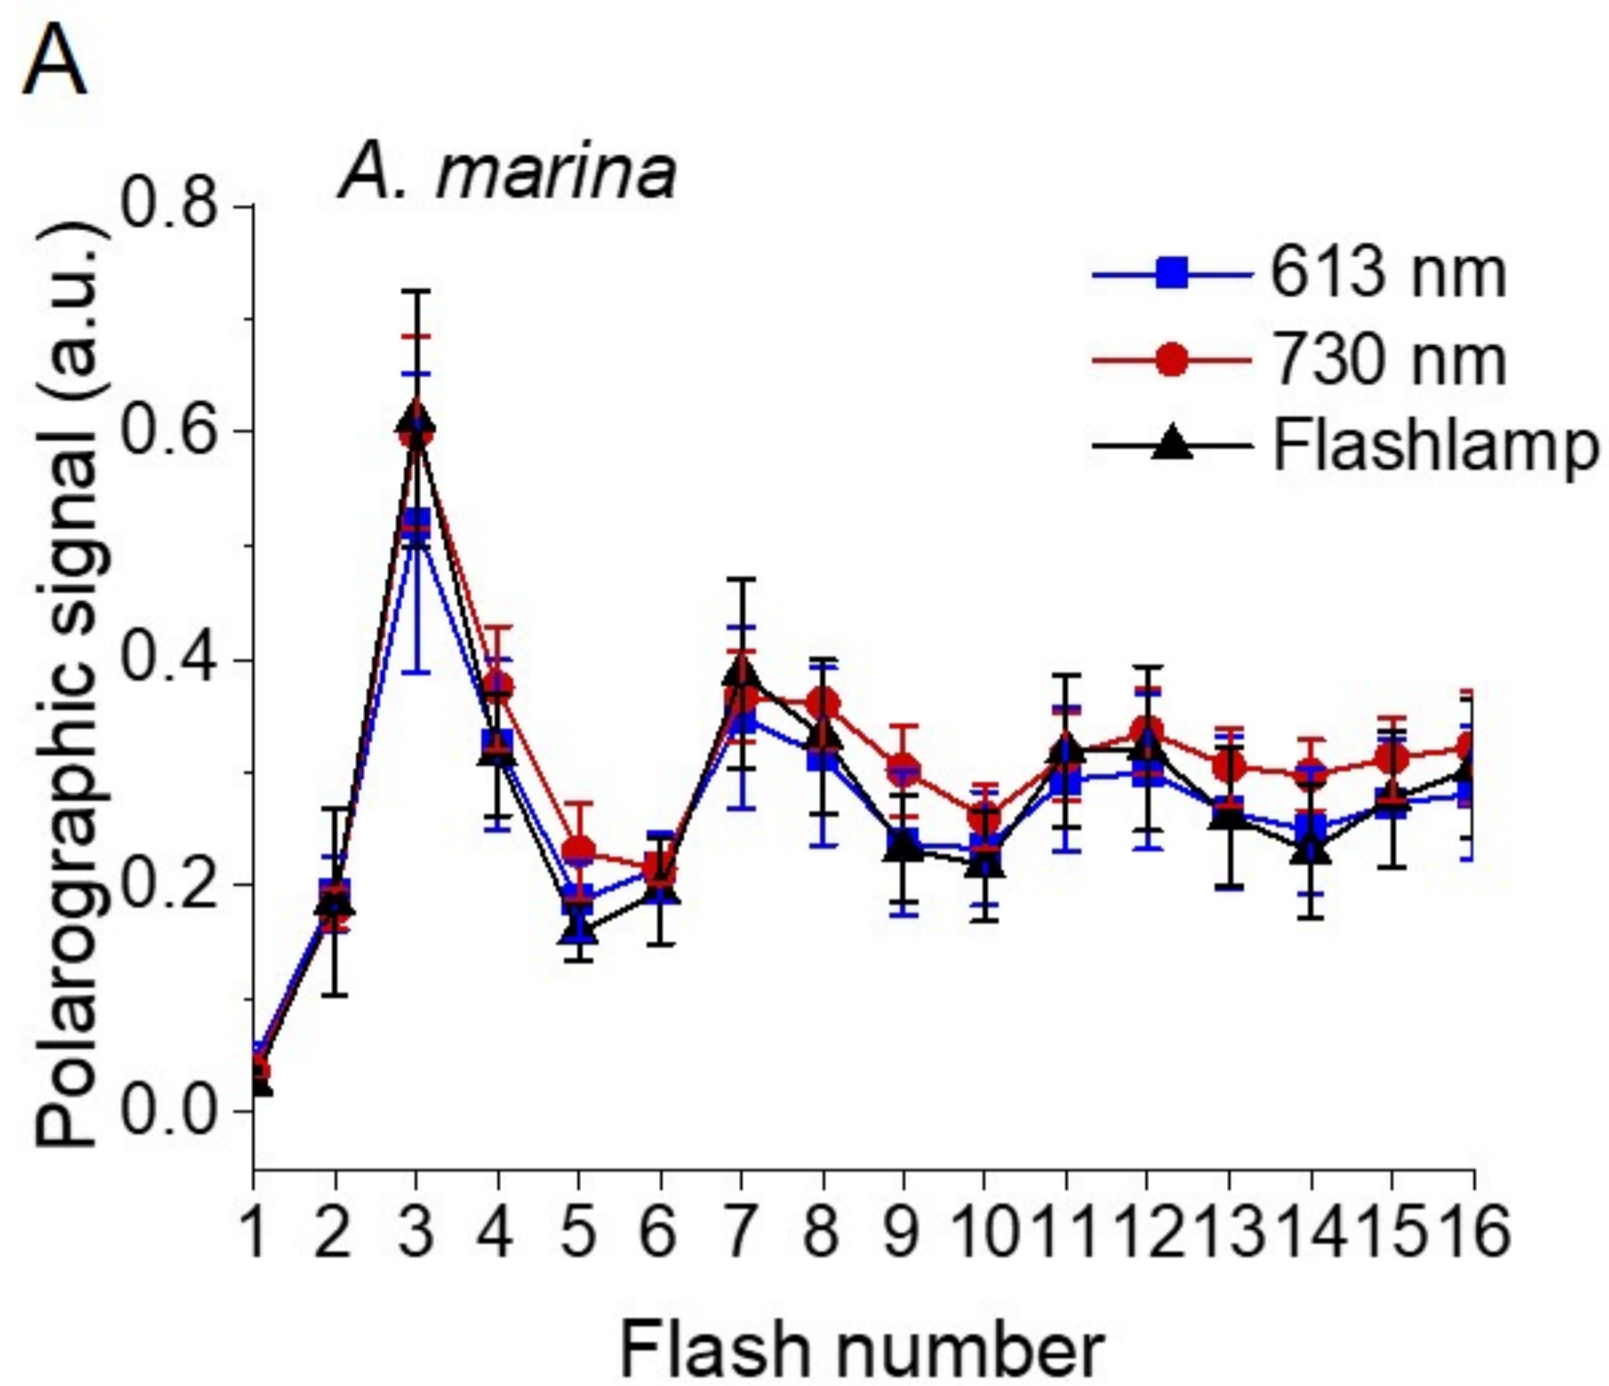 A
A. marina
Polarographic signal (a.u.)
0.8
0.6
0.4
0.2
0.0
613 nm
730 nm
Flashlamp
1 2 3 4 5 6 7 8 9 10 11 12 13 14 15 16
Flash number